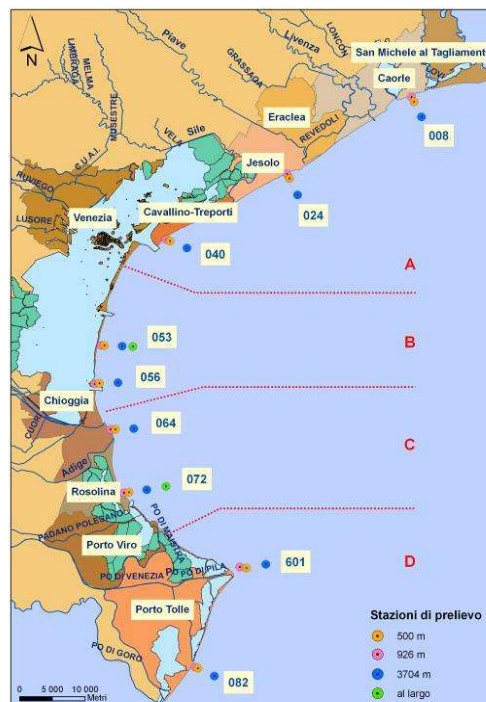 N
Piave
Livenza
LONCON
San Michele al Tagliamento
LIMBRAGA
MELMA
MUSESTRE
GRASSAGA
Caorle
LOVI
Eraclea
REVEDOLI
008
VELA
Sile
C.U.A.I.
Jesolo
RUVIEGO
024
LUSORE
Venezia
Cavallino-Treporti
040
A
053
B
056
Chioggia
CUORI
064
C
Adige
072
Rosolina
PADANO POLESANO
PO DI MAISTRA
Porto Viro
601
D
PO DI VENEZIA
PO DI PILA
Porto Tolle
PO DI GORO
082
Stazioni di prelievo
500 m
926 m
3704 m
al largo
0 5 000 10 000
Metri